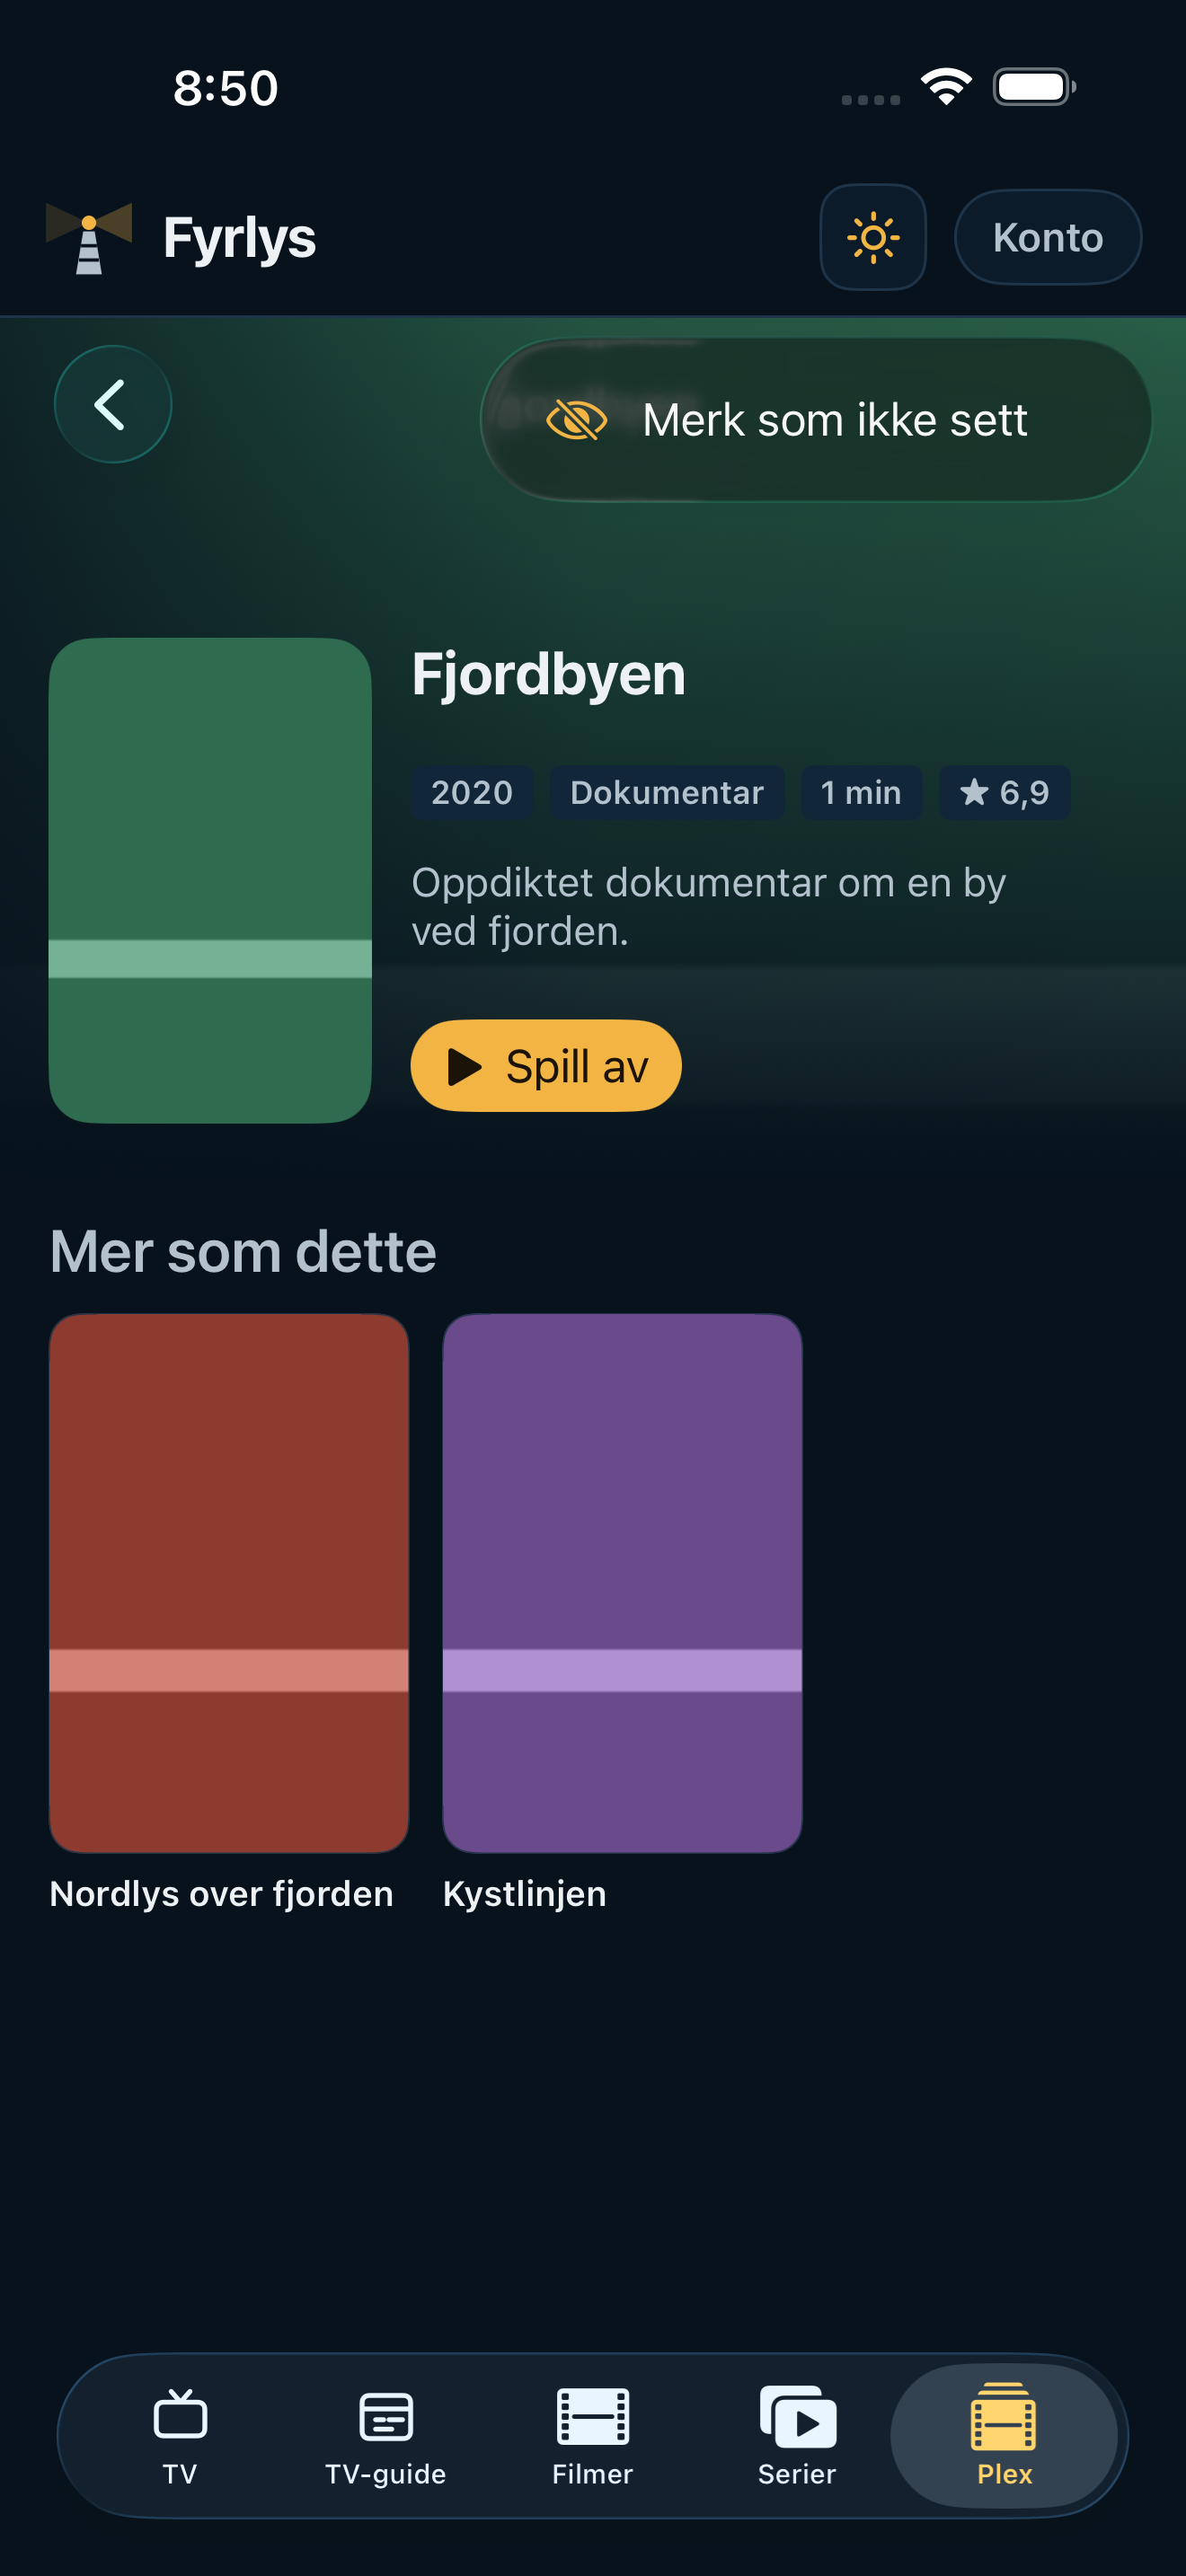 8:50
Fyrlys
Konto
Merk som ikke sett
Fjordbyen
2020 Dokumentar 1 min ★ 6,9
Oppdiktet dokumentar om en by
ved fjorden.
Spill av
Mer som dette
Nordlys over fjorden Kystlinjen
TV TV-guide Filmer Serier Plex